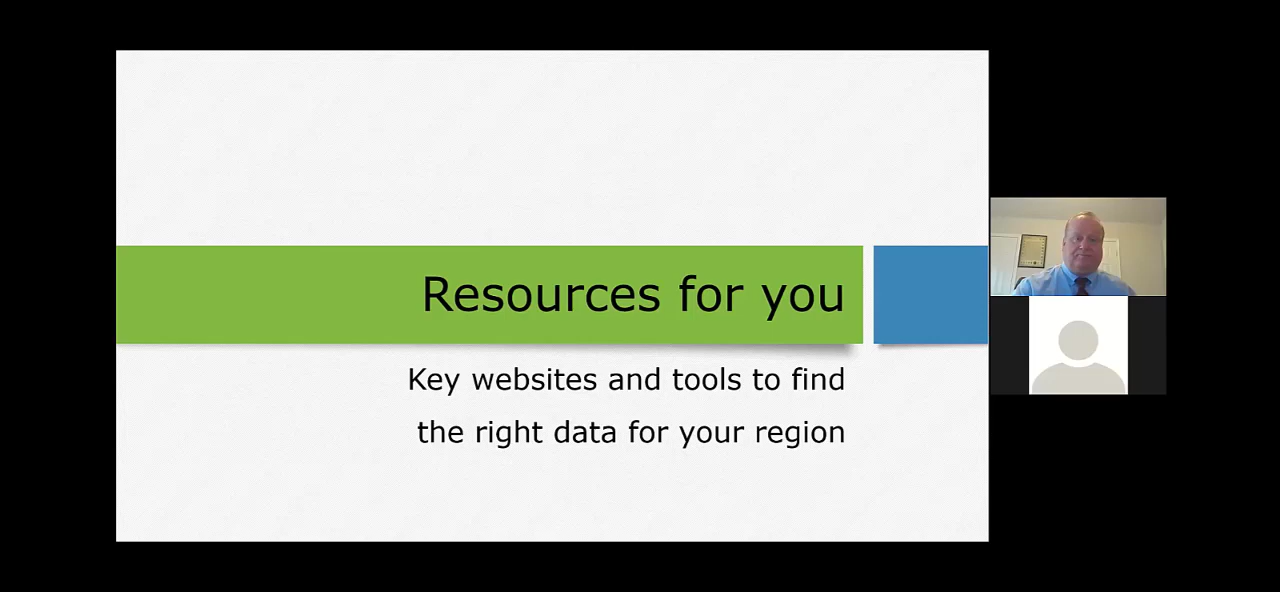 Resources for you
Key websites and tools to find
the right data for your region